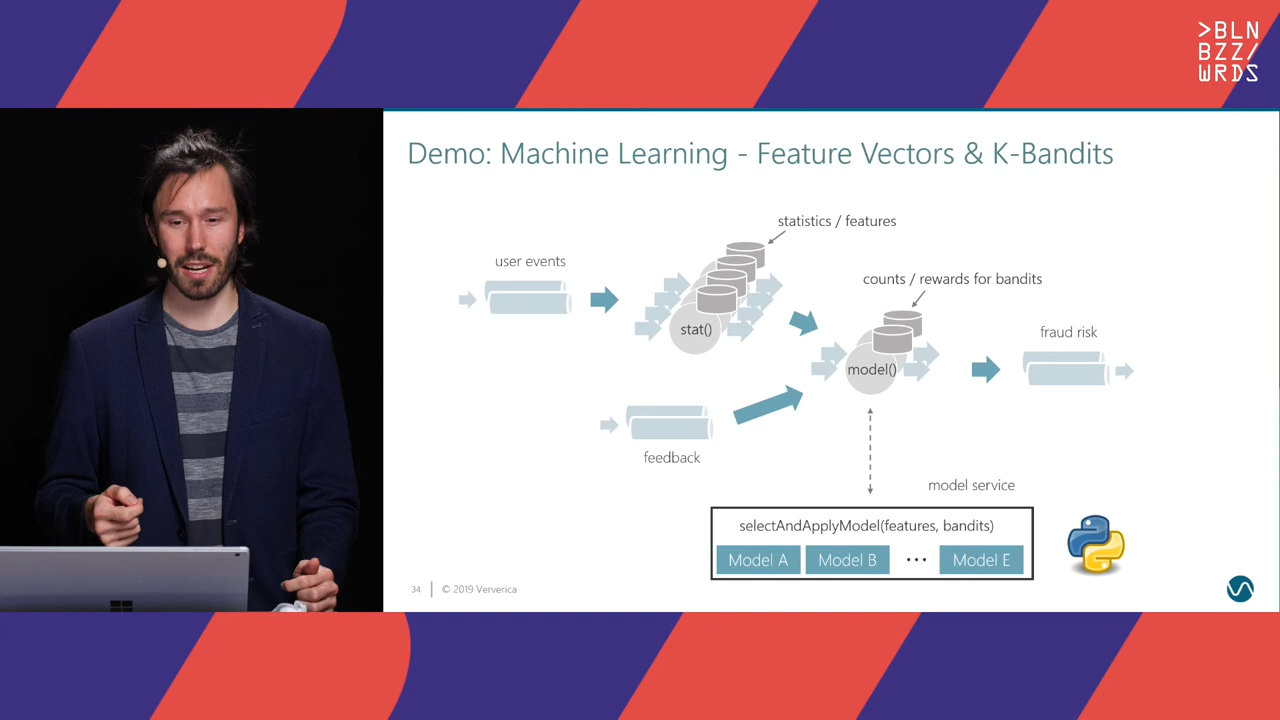 >BLN
BZZ/
WRDS
Demo: Machine Learning - Feature Vectors & K-Bandits
statistics / features
user events
counts / rewards for bandits
stat()
fraud risk
model()
feedback
model service
selectAndApplyModel(features, bandits)
Model A Model B ... Model E
34 © 2019 Ververica